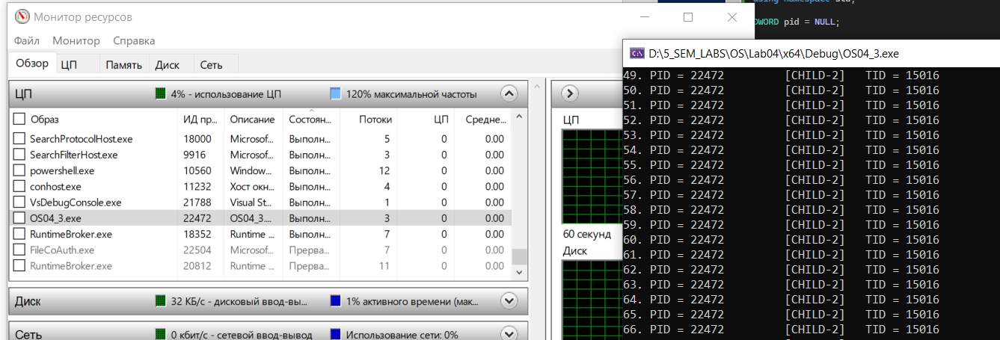 using namespace std;
DWORD pid = NULL;
Монитор ресурсов
Файл Монитор Справка
Обзор ЦП Память Диск Сеть
ЦП 4% - использование ЦП 120% максимальной частоты
Образ ИД пр... Описание Состоян... Потоки ЦП Средне...
SearchProtocolHost.exe 18000 Microsof... Выполн... 5 0 0.00
SearchFilterHost.exe 9916 Microsof... Выполн... 3 0 0.00
powershell.exe 10560 Window... Выполн... 12 0 0.00
conhost.exe 11232 Хост окн... Выполн... 4 0 0.00
VsDebugConsole.exe 21788 Visual St... Выполн... 1 0 0.00
OS04_3.exe 22472 OS04_3.... Выполн... 3 0 0.00
RuntimeBroker.exe 18352 Runtime ... Выполн... 7 0 0.00
FileCoAuth.exe 22504 Microsof... Прерва... 7 0 0.00
RuntimeBroker.exe 20812 Runtime ... Прерва... 11 0 0.00
Диск 32 КБ/с - дисковый ввод-вы... 1% активного времени (мак...
Сеть 0 кбит/с - сетевой ввод-вывод Использование сети: 0%
ЦП
60 секунд
Диск
D:\5_SEM_LABS\OS\Lab04\x64\Debug\OS04_3.exe
49. PID = 22472 [CHILD-2] TID = 15016
50. PID = 22472 [CHILD-2] TID = 15016
51. PID = 22472 [CHILD-2] TID = 15016
52. PID = 22472 [CHILD-2] TID = 15016
53. PID = 22472 [CHILD-2] TID = 15016
54. PID = 22472 [CHILD-2] TID = 15016
55. PID = 22472 [CHILD-2] TID = 15016
56. PID = 22472 [CHILD-2] TID = 15016
57. PID = 22472 [CHILD-2] TID = 15016
58. PID = 22472 [CHILD-2] TID = 15016
59. PID = 22472 [CHILD-2] TID = 15016
60. PID = 22472 [CHILD-2] TID = 15016
61. PID = 22472 [CHILD-2] TID = 15016
62. PID = 22472 [CHILD-2] TID = 15016
63. PID = 22472 [CHILD-2] TID = 15016
64. PID = 22472 [CHILD-2] TID = 15016
65. PID = 22472 [CHILD-2] TID = 15016
66. PID = 22472 [CHILD-2] TID = 15016